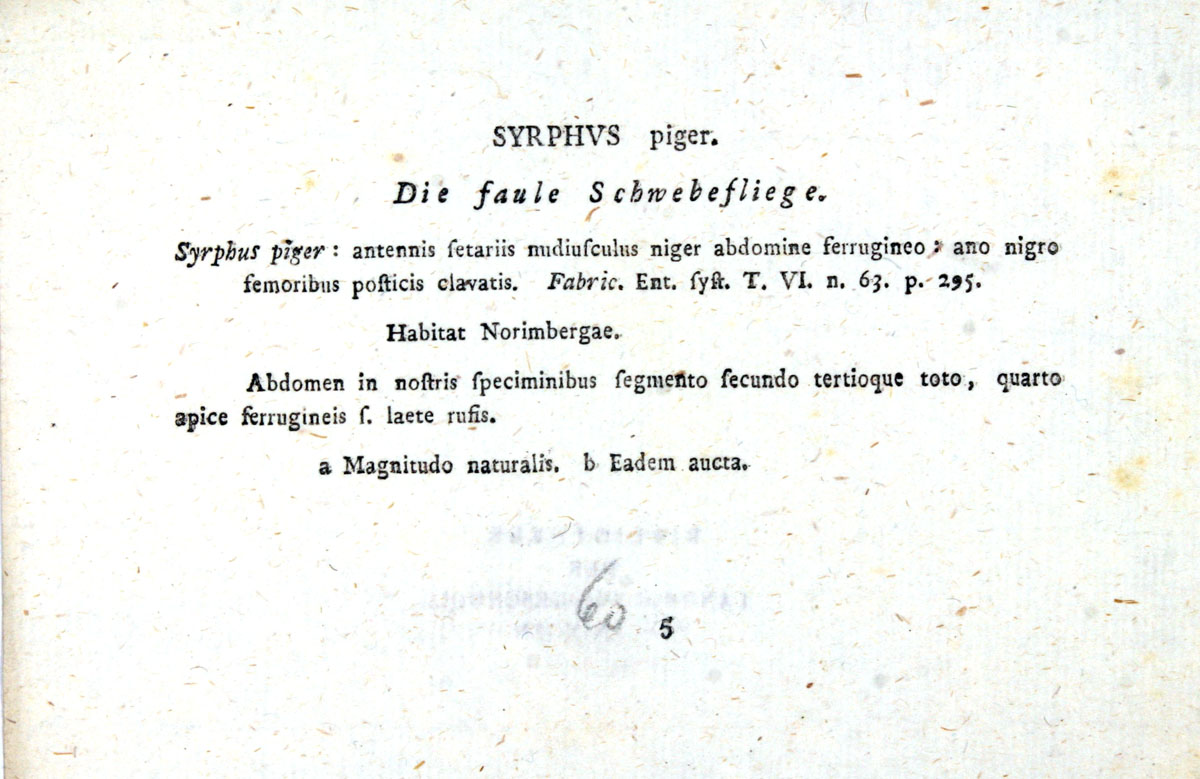 SYRPHVS piger.
Die faule Schwebefliege.
Syrphus piger: antennis ſetariis nudiuſculus niger abdomine ferrugineo: ano nigro
femoribus poſticis clavatis. Fabric. Ent. ſyſt. T. VI. n. 63. p. 295.
Habitat Norimbergae.
Abdomen in noſtris ſpeciminibus ſegmento ſecundo tertioque toto, quarto
apice ferrugineis ſ. laete rufis.
a Magnitudo naturalis. b Eadem aucta.
60
5